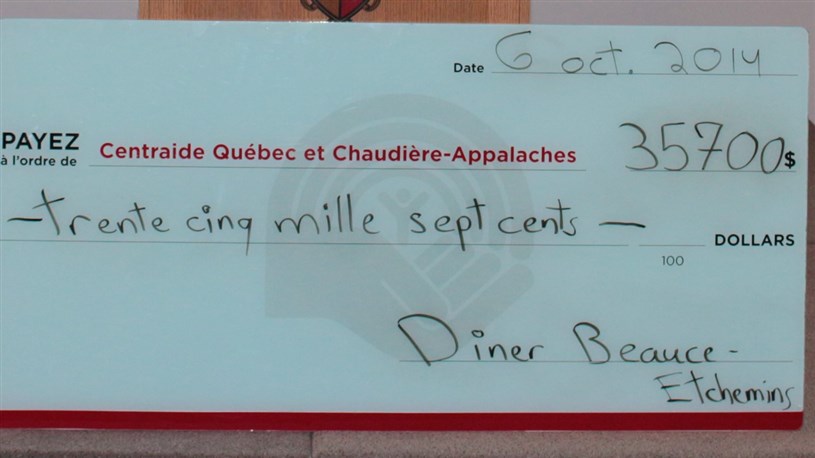 Date 6 oct. 2014
PAYEZ
à l'ordre de Centraide Québec et Chaudière-Appalaches 35700$
—trente cinq mille sept cents— DOLLARS
100
Dîner Beauce-
Etchemins